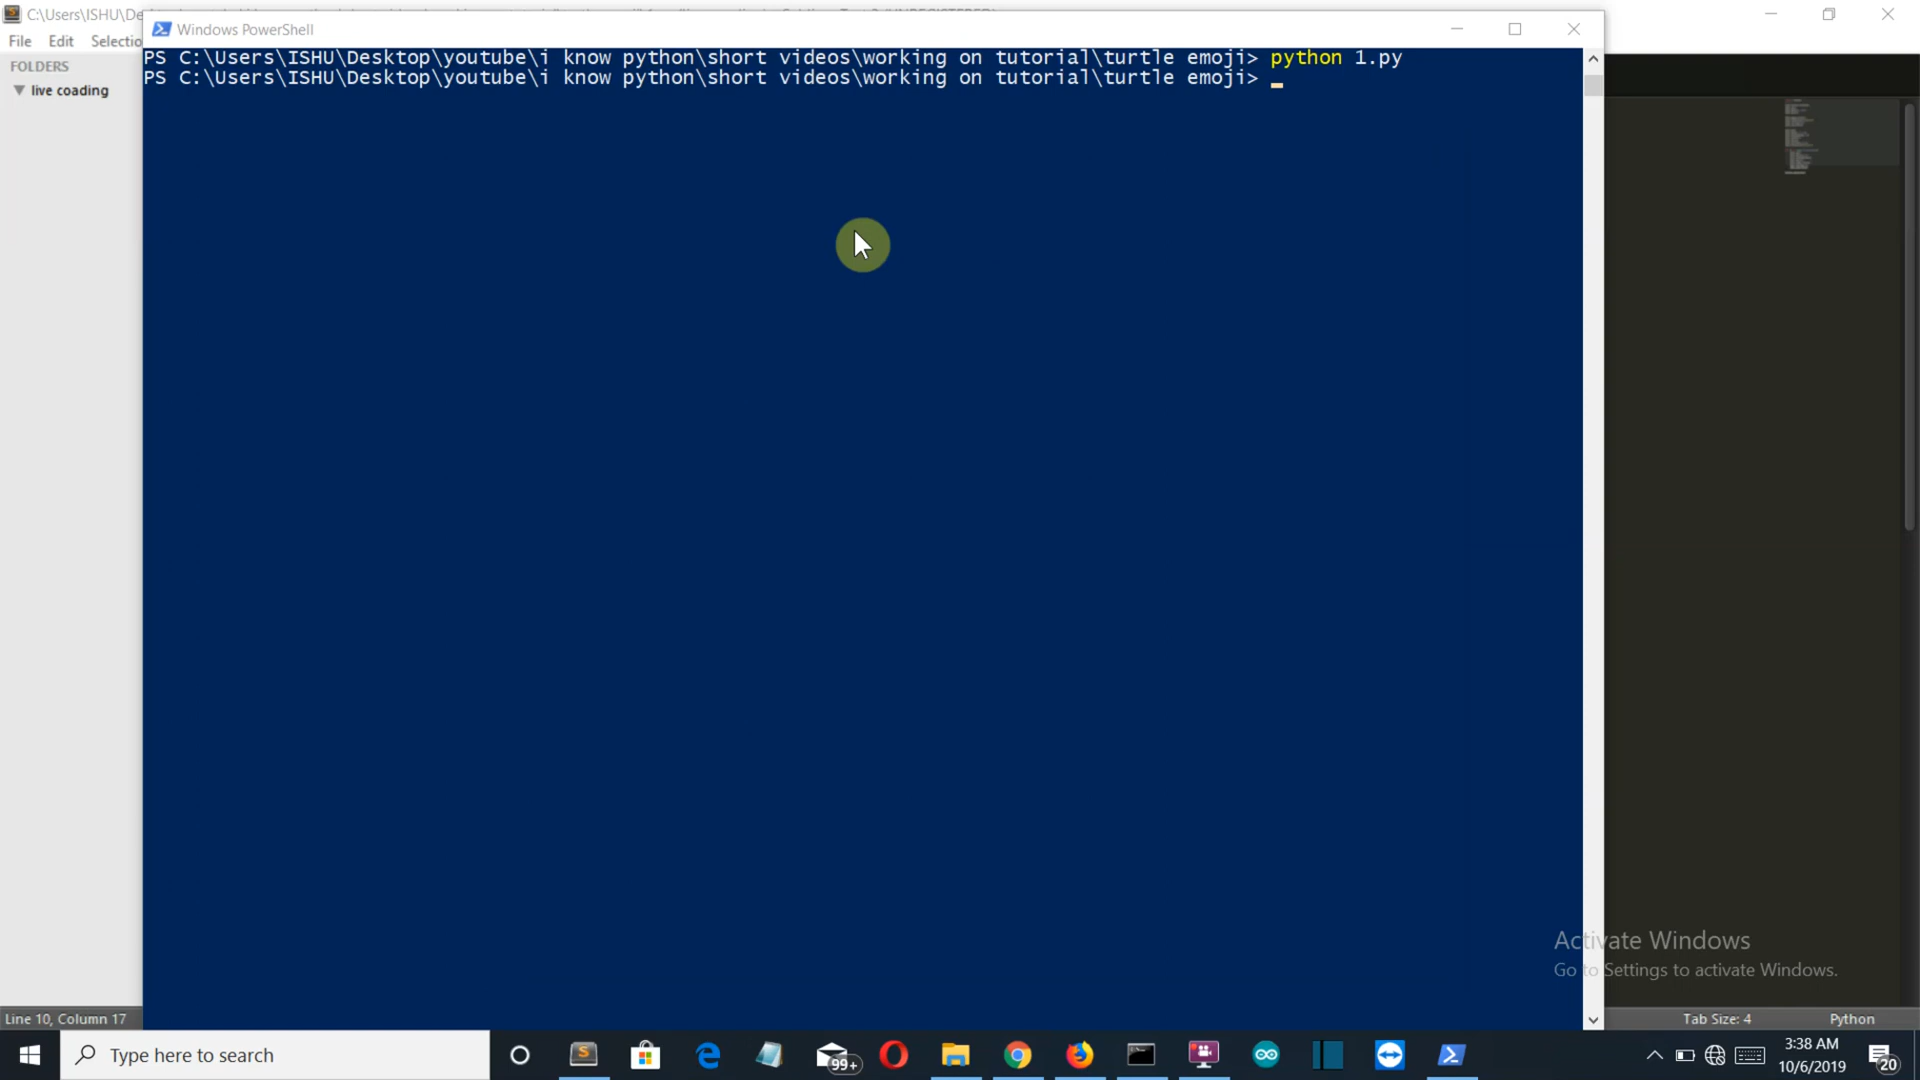 C:\Users\ISHU\De
Windows PowerShell
File Edit Selectio
PS C:\Users\ISHU\Desktop\youtube\i know python\short videos\working on tutorial\turtle emoji> python 1.py
FOLDERS
PS C:\Users\ISHU\Desktop\youtube\i know python\short videos\working on tutorial\turtle emoji>
live coading
Activate Windows
Go to Settings to activate Windows.
Line 10, Column 17
Tab Size: 4
Python
Type here to search
99+
3:38 AM
10/6/2019
20